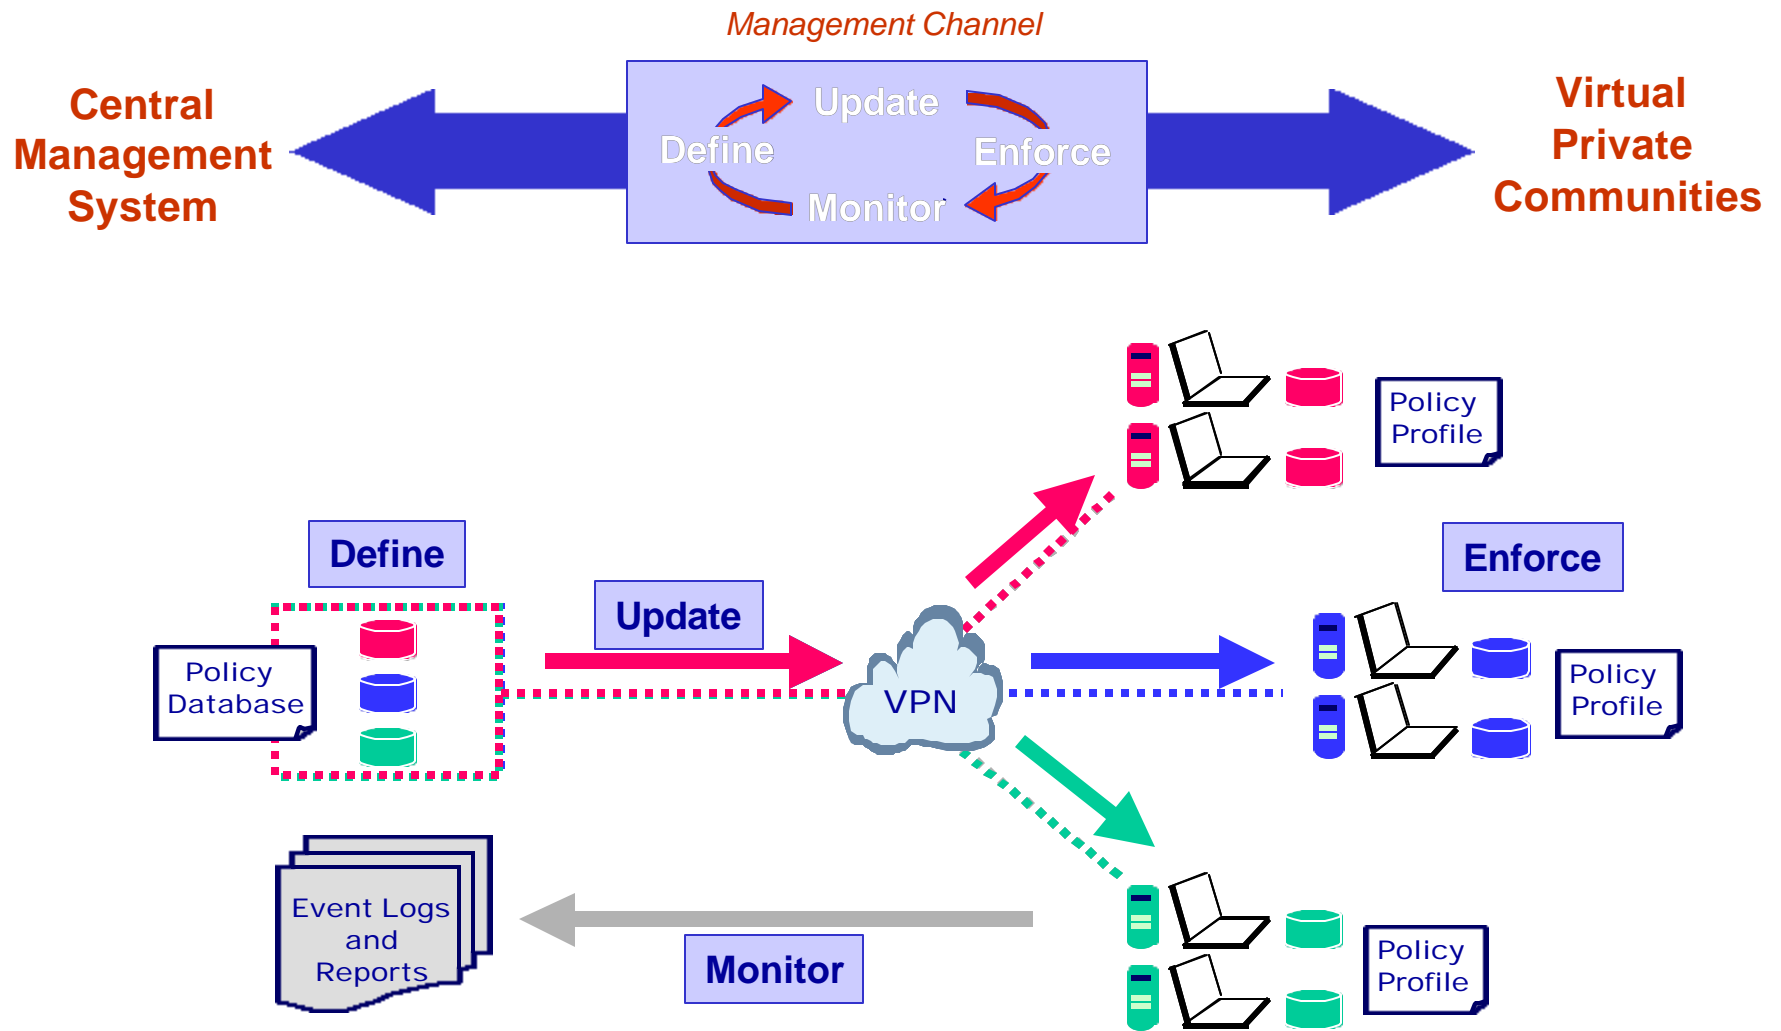 Management Channel
Central
Management
System
Update
Define
Enforce
Monitor
Virtual
Private
Communities
Policy
Profile
Define
Enforce
Update
Policy
Database
VPN
Policy
Profile
Event Logs
and
Reports
Monitor
Policy
Profile